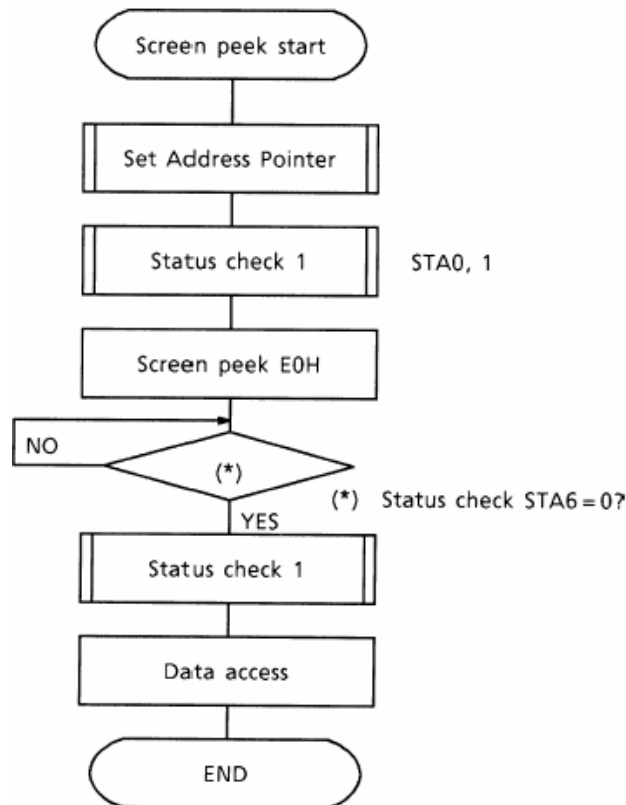 Screen peek start
Set Address Pointer
Status check 1
STA0, 1
Screen peek E0H
NO
(*)
(*) Status check STA6=0?
YES
Status check 1
Data access
END